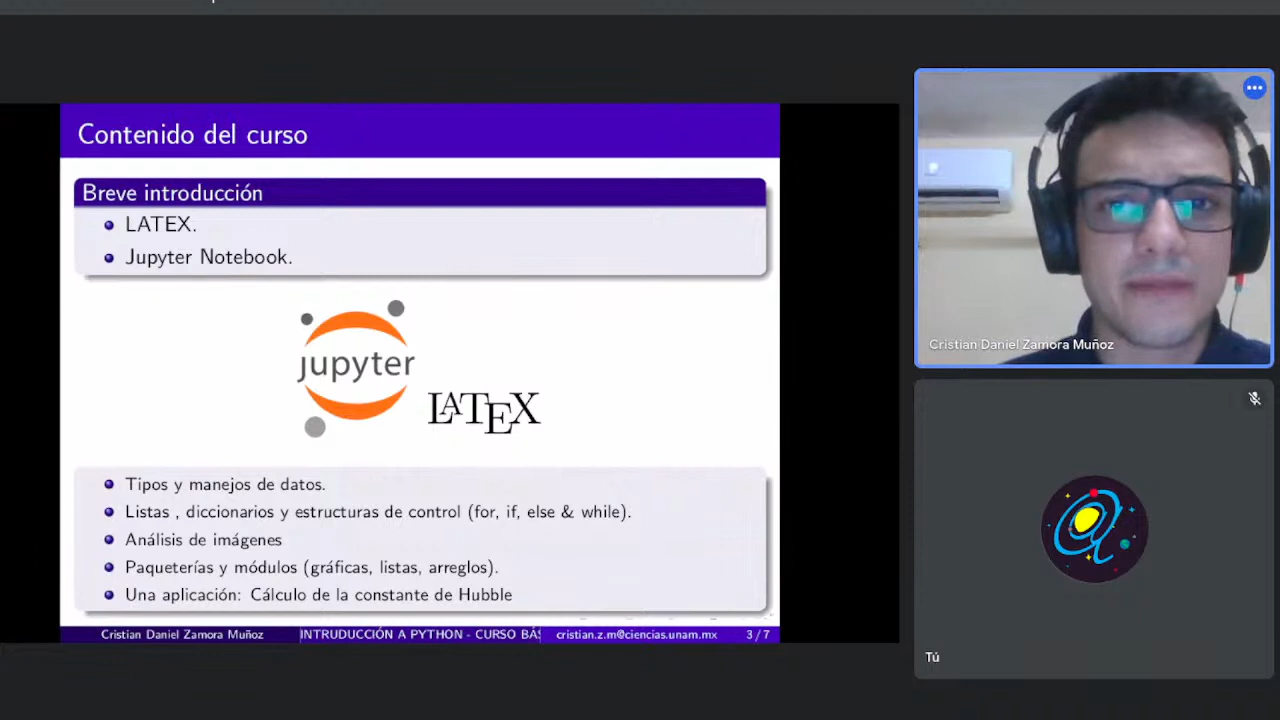 Contenido del curso
Breve introducción
LATEX.
Jupyter Notebook.
jupyter
LATEX
Tipos y manejos de datos.
Listas , diccionarios y estructuras de control (for, if, else & while).
Análisis de imágenes
Paqueterías y módulos (gráficas, listas, arreglos).
Una aplicación: Cálculo de la constante de Hubble
Cristian Daniel Zamora Muñoz
INTRODUCCIÓN A PYTHON - CURSO BÁS
cristian.z.m@ciencias.unam.mx
3 / 7
Cristian Daniel Zamora Muñoz
Tú